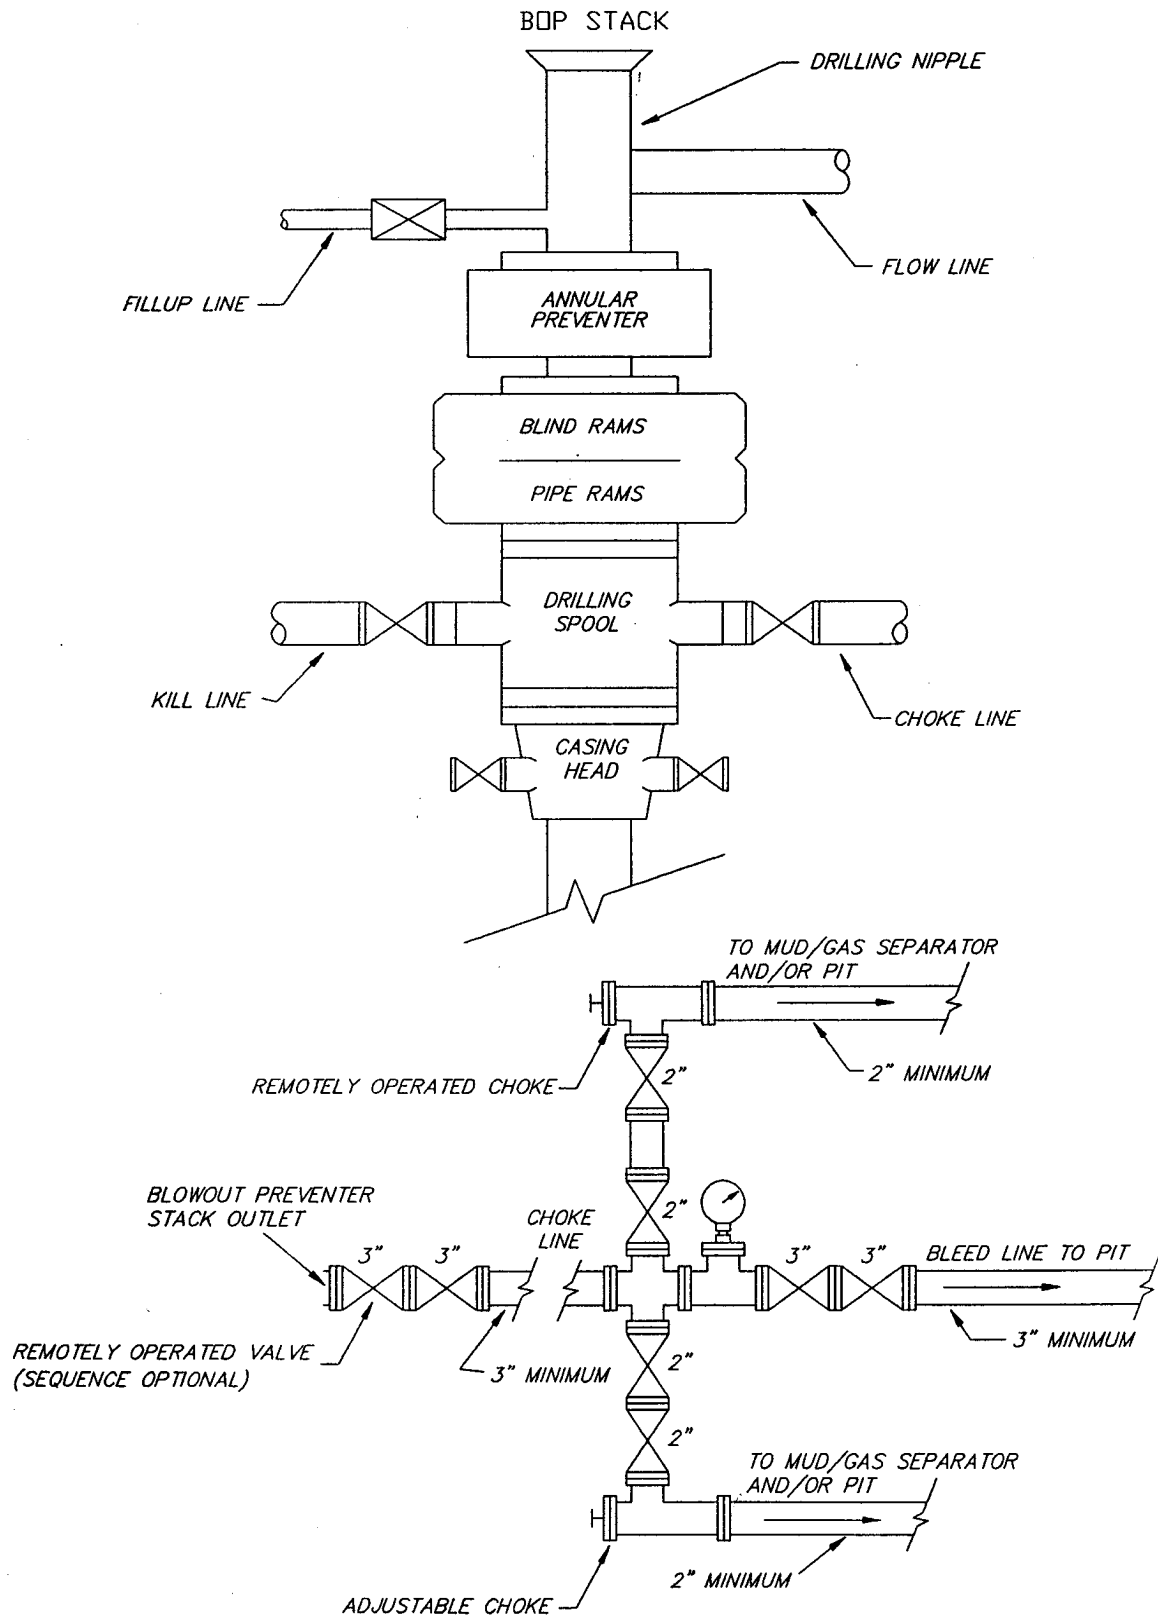 BOP STACK
DRILLING NIPPLE
FLOW LINE
FILLUP LINE
ANNULAR
PREVENTER
BLIND RAMS
PIPE RAMS
DRILLING
SPOOL
KILL LINE
CHOKE LINE
CASING
HEAD
TO MUD/GAS SEPARATOR
AND/OR PIT
2" MINIMUM
REMOTELY OPERATED CHOKE
2"
2"
BLOWOUT PREVENTER
STACK OUTLET
CHOKE
LINE
3"
3"
3"
3"
BLEED LINE TO PIT
3" MINIMUM
REMOTELY OPERATED VALVE
(SEQUENCE OPTIONAL)
3" MINIMUM
2"
2"
TO MUD/GAS SEPARATOR
AND/OR PIT
2" MINIMUM
ADJUSTABLE CHOKE